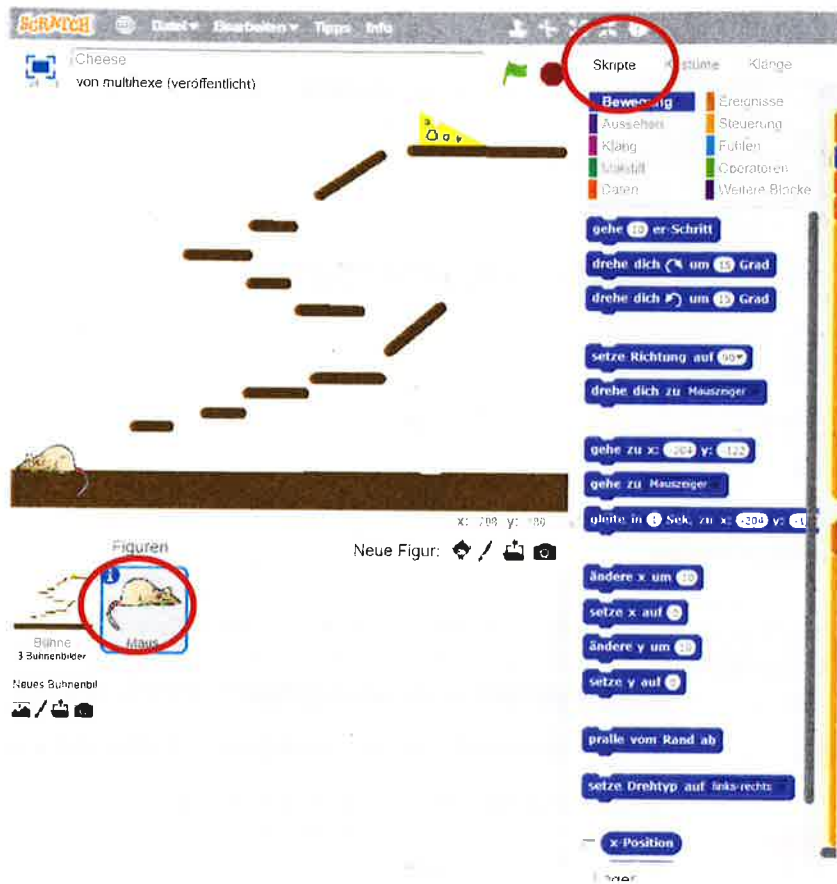 SCRATCH Datei Bearbeiten Tipps Info
Cheese
von multihexe (veröffentlicht)
Skripte Kostüme Klänge
Bewegung Ereignisse
Aussehen Steuerung
Klang Fühlen
Malstift Operatoren
Daten Weitere Blöcke
gehe 10 er-Schritt
drehe dich um 15 Grad
drehe dich um 15 Grad
setze Richtung auf 90
drehe dich zu Mauszeiger
gehe zu x: -204 y: -122
gehe zu Mauszeiger
gleite in 1 Sek. zu x: -204 y:
ändere x um 10
setze x auf 0
ändere y um 10
setze y auf 0
pralle vom Rand ab
setze Drehtyp auf links-rechts
x-Position
x: y:
Figuren
Neue Figur:
Bühne
3 Bühnenbilder
Maus
Neues Bühnenbil